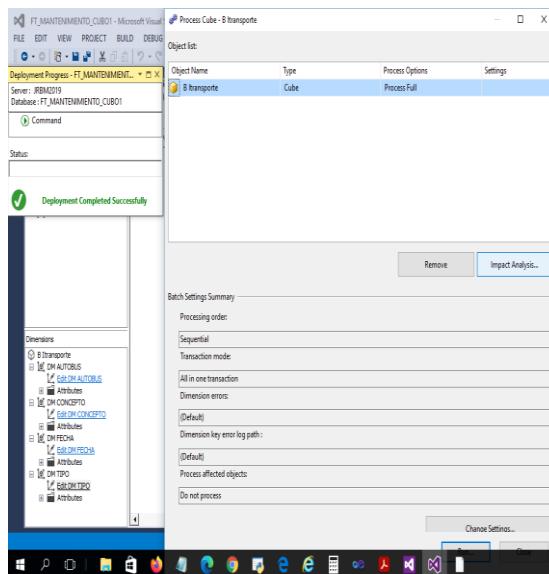 FT_MANTENIMIENTO_CUBO1 - Microsoft Visual
FILE EDIT VIEW PROJECT BUILD DEBUG
Deployment Progress - FT_MANTENIMIENT...
Server : JRBM2019
Database : FT_MANTENIMIENTO_CUBO1
Command
Status:
Deployment Completed Successfully
Dimensions
B Itransporte
DM AUTOBUS
Edit DM AUTOBUS
Attributes
DM CONCEPTO
Edit DM CONCEPTO
Attributes
DM FECHA
Edit DM FECHA
Attributes
DM TIPO
Edit DM TIPO
Attributes
Process Cube - B Itransporte
Object list:
Object Name Type Process Options Settings
B Itransporte Cube Process Full
Remove Impact Analysis...
Batch Settings Summary
Processing order:
Sequential
Transaction mode:
All in one transaction
Dimension errors:
(Default)
Dimension key error log path :
(Default)
Process affected objects:
Do not process
Change Settings...